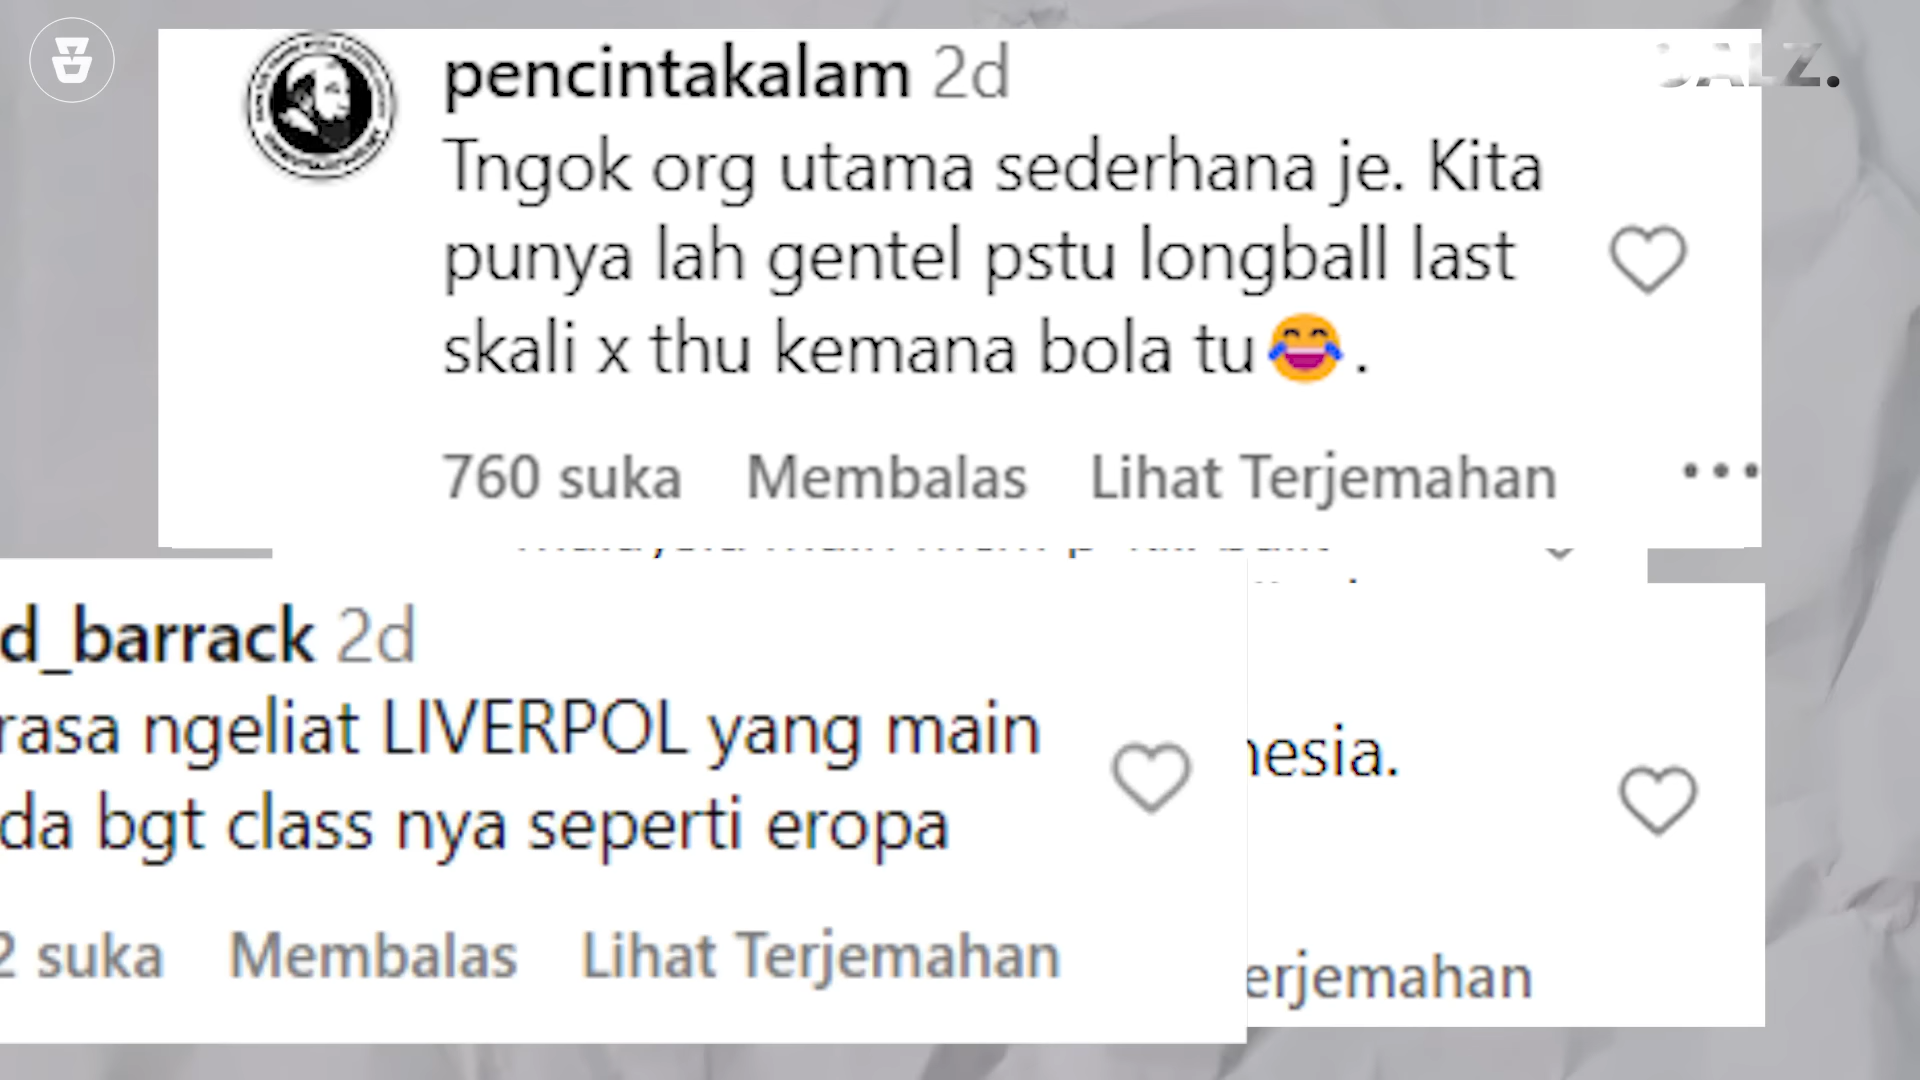 pencintakalam 2d
Tngok org utama sederhana je. Kita
punya lah gentel pstu longball last
skali x thu kemana bola tu😂.
760 suka Membalas Lihat Terjemahan
d_barrack 2d
rasa ngeliat LIVERPOL yang main
da bgt class nya seperti eropa
2 suka Membalas Lihat Terjemahan
nesia.
erjemahan